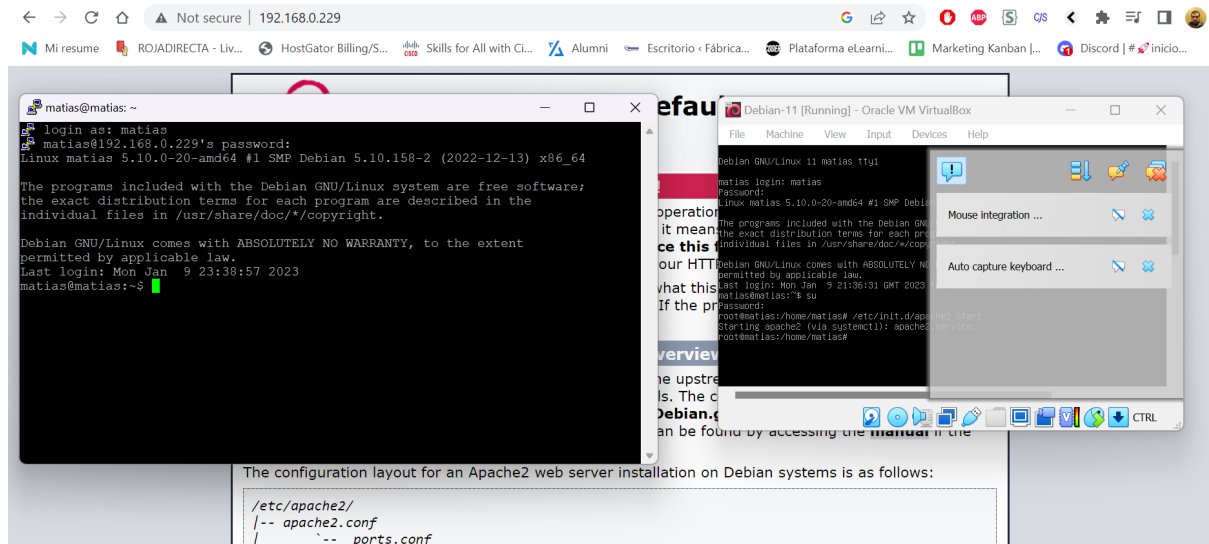 Not secure | 192.168.0.229
Mi resume ROJADIRECTA - Liv... HostGator Billing/S... Skills for All with Ci... Alumni Escritorio ‹ Fábrica... Plataforma eLearni... Marketing Kanban |... Discord | # 🚀inicio...
matias@matias: ~
login as: matias
matias@192.168.0.229's password:
Linux matias 5.10.0-20-amd64 #1 SMP Debian 5.10.158-2 (2022-12-13) x86_64
The programs included with the Debian GNU/Linux system are free software;
the exact distribution terms for each program are described in the
individual files in /usr/share/doc/*/copyright.
Debian GNU/Linux comes with ABSOLUTELY NO WARRANTY, to the extent
permitted by applicable law.
Last login: Mon Jan  9 23:38:57 2023
matias@matias:~$
efau
operation
it mean
ce this f
our HTT
what this
If the pr
verview
he upstre
ls. The c
Debian.g
an be found by accessing the manual if the
Debian-11 [Running] - Oracle VM VirtualBox
File Machine View Input Devices Help
Debian GNU/Linux 11 matias tty1
matias login: matias
Password:
Linux matias 5.10.0-20-amd64 #1 SMP Debian
The programs included with the Debian GNU
the exact distribution terms for each pro
individual files in /usr/share/doc/*/copyright.
Debian GNU/Linux comes with ABSOLUTELY NO
permitted by applicable law.
Last login: Mon Jan  9 21:36:31 GMT 2023
matias@matias:~$ su
Password:
root@matias:/home/matias# /etc/init.d/apache2 start
Starting apache2 (via systemctl): apache2.service.
root@matias:/home/matias#
Mouse integration ...
Auto capture keyboard ...
CTRL
The configuration layout for an Apache2 web server installation on Debian systems is as follows:
/etc/apache2/
|-- apache2.conf
|       `--  ports.conf